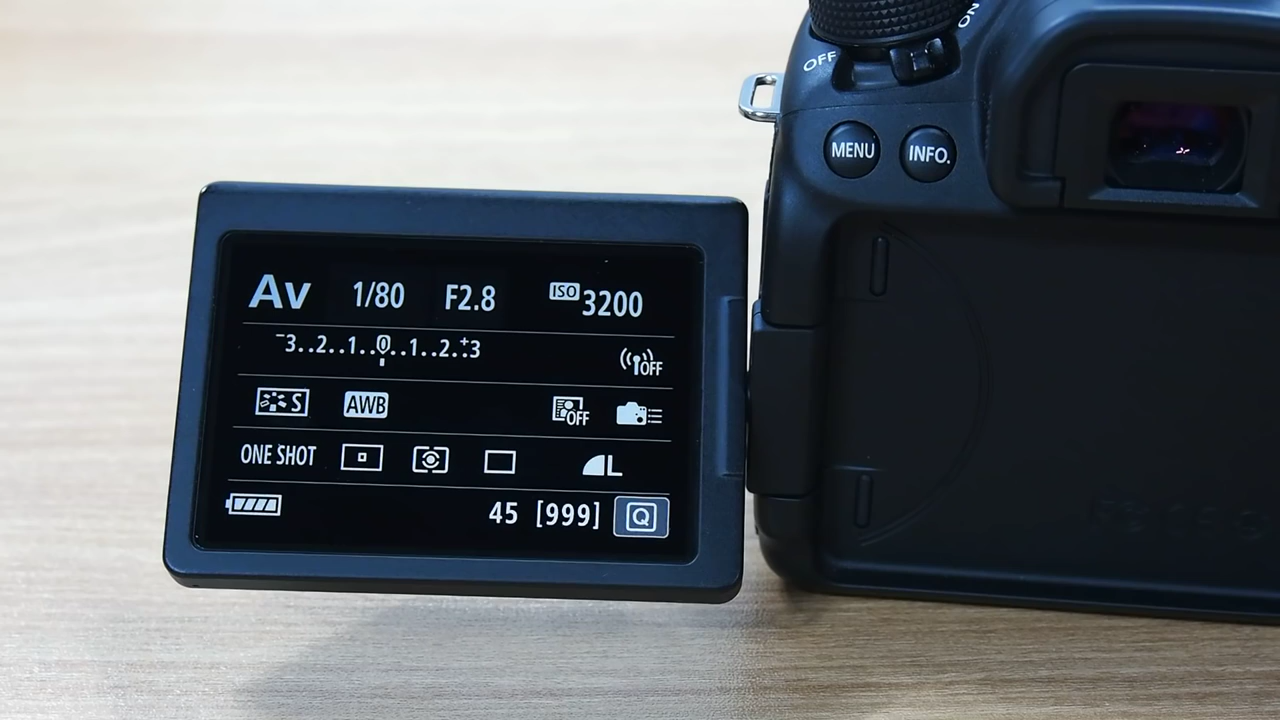 OFF ON
MENU INFO.
Av 1/80 F2.8 ISO 3200
-3..2..1..0..1..2..+3
OFF
S AWB OFF
ONE SHOT L
45 [999] Q